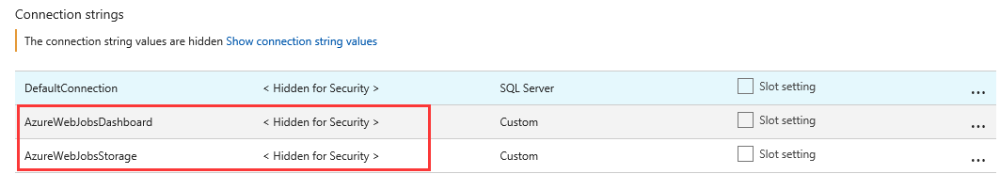 Connection strings
The connection string values are hidden Show connection string values
DefaultConnection < Hidden for Security > SQL Server Slot setting ...
AzureWebJobsDashboard < Hidden for Security > Custom Slot setting ...
AzureWebJobsStorage < Hidden for Security > Custom Slot setting ...